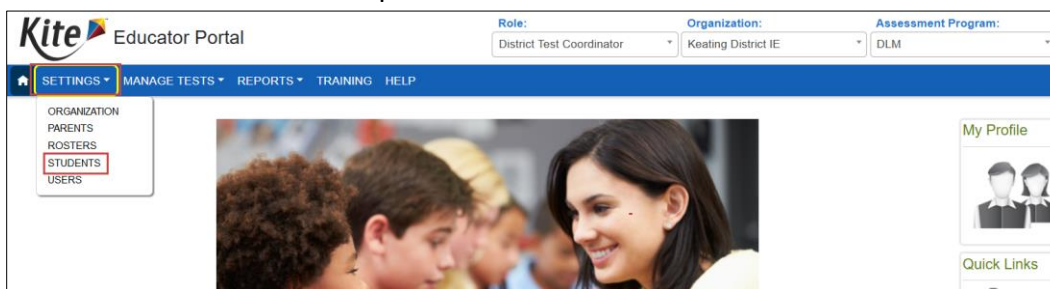 Kite Educator Portal
Role: Organization: Assessment Program:
District Test Coordinator Keating District IE DLM
SETTINGS MANAGE TESTS REPORTS TRAINING HELP
ORGANIZATION
PARENTS
ROSTERS
STUDENTS
USERS
My Profile
Quick Links